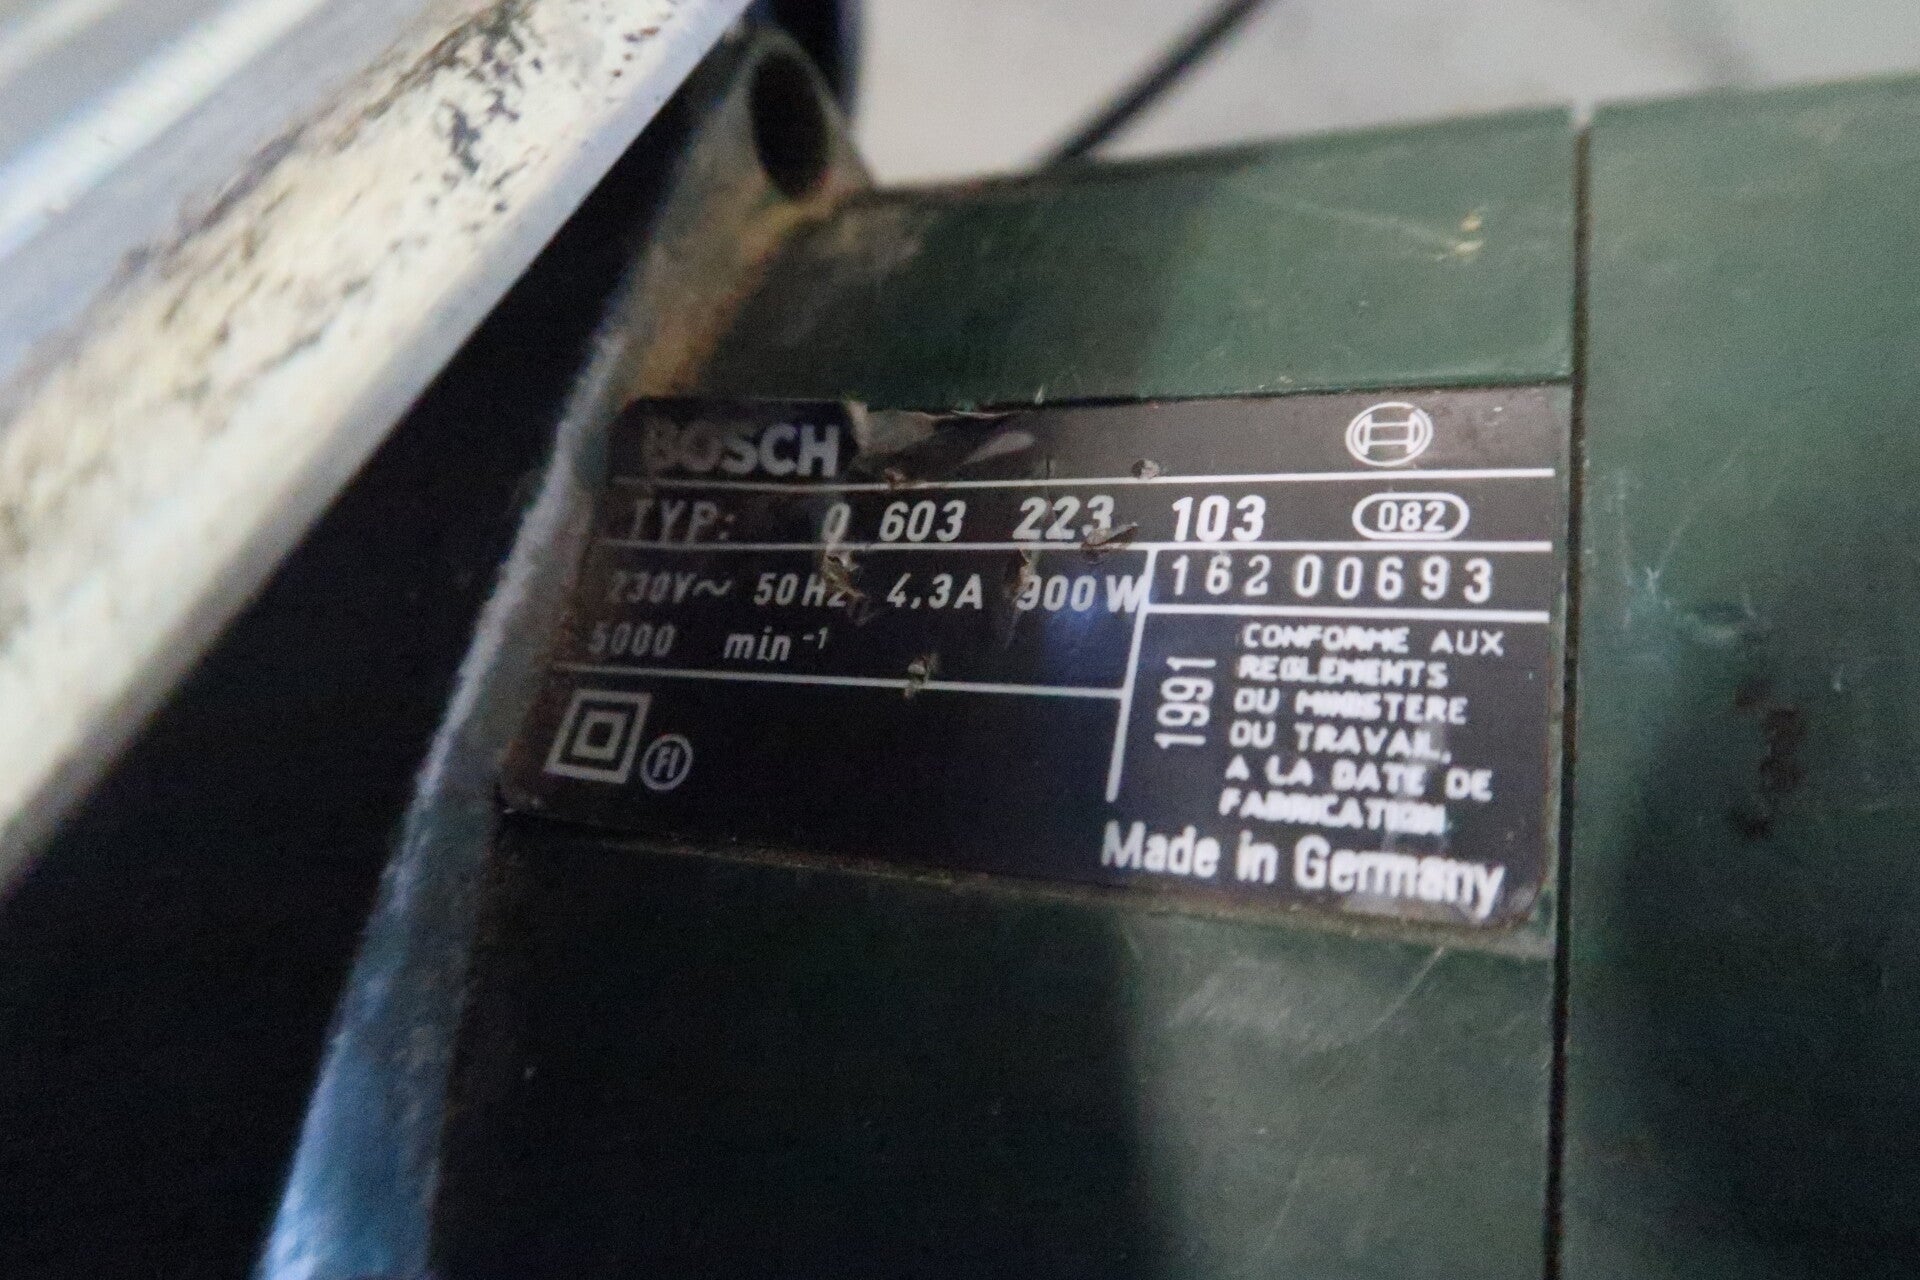 BOSCH
TYP: 0 603 223 103 082
230V~ 50Hz 4,3A 900W 16200693
5000 min⁻¹
1991
CONFORME AUX
REGLEMENTS
DU MINISTERE
DU TRAVAIL,
A LA DATE DE
FABRICATION
FI
Made in Germany